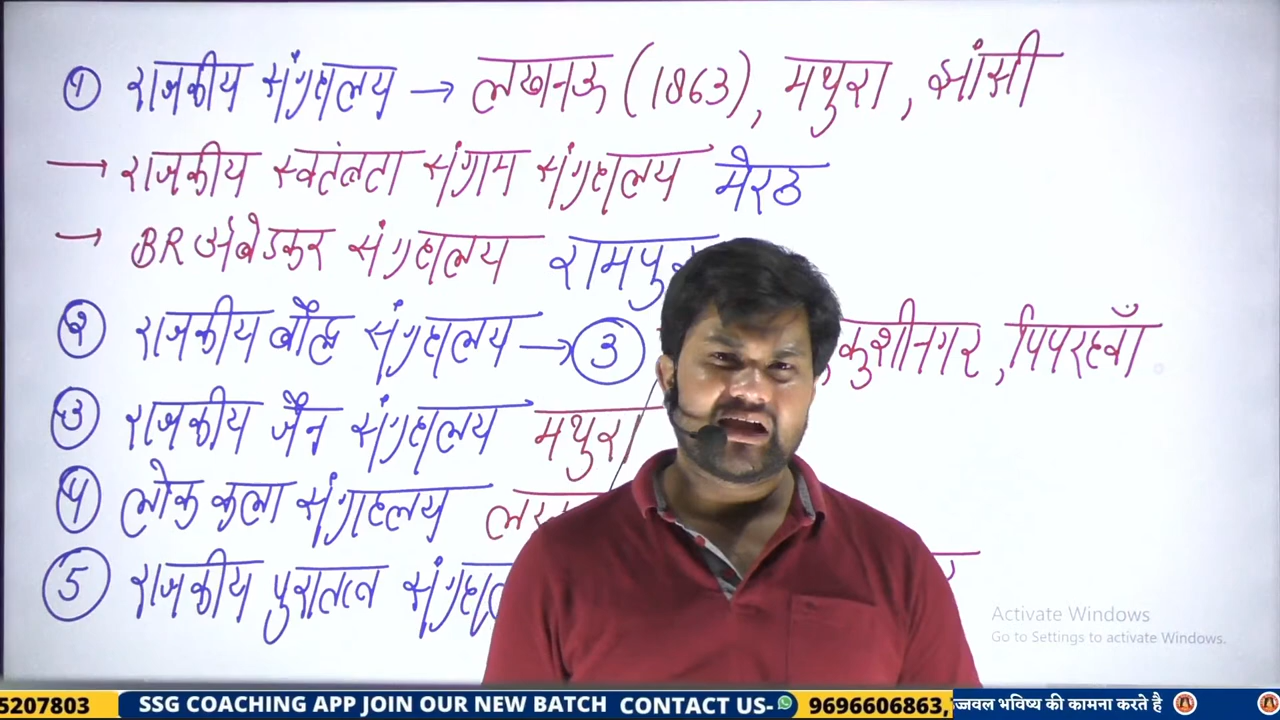 ① राजकीय संग्रहालय → लखनऊ (1863), मथुरा, झांसी
→ राजकीय स्वतंत्रता संग्राम संग्रहालय मेरठ
→ BR अंबेडकर संग्रहालय रामपुर
② राजकीय बौद्ध संग्रहालय → ③ , कुशीनगर, पिपरहवाँ
③ राजकीय जैन संग्रहालय मथुरा
④ लोक कला संग्रहालय
⑤ राजकीय पुरातत्व
Activate Windows
Go to Settings to activate Windows.
5207803 SSG COACHING APP JOIN OUR NEW BATCH CONTACT US- 9696606863, ज्जवल भविष्य की कामना करते है